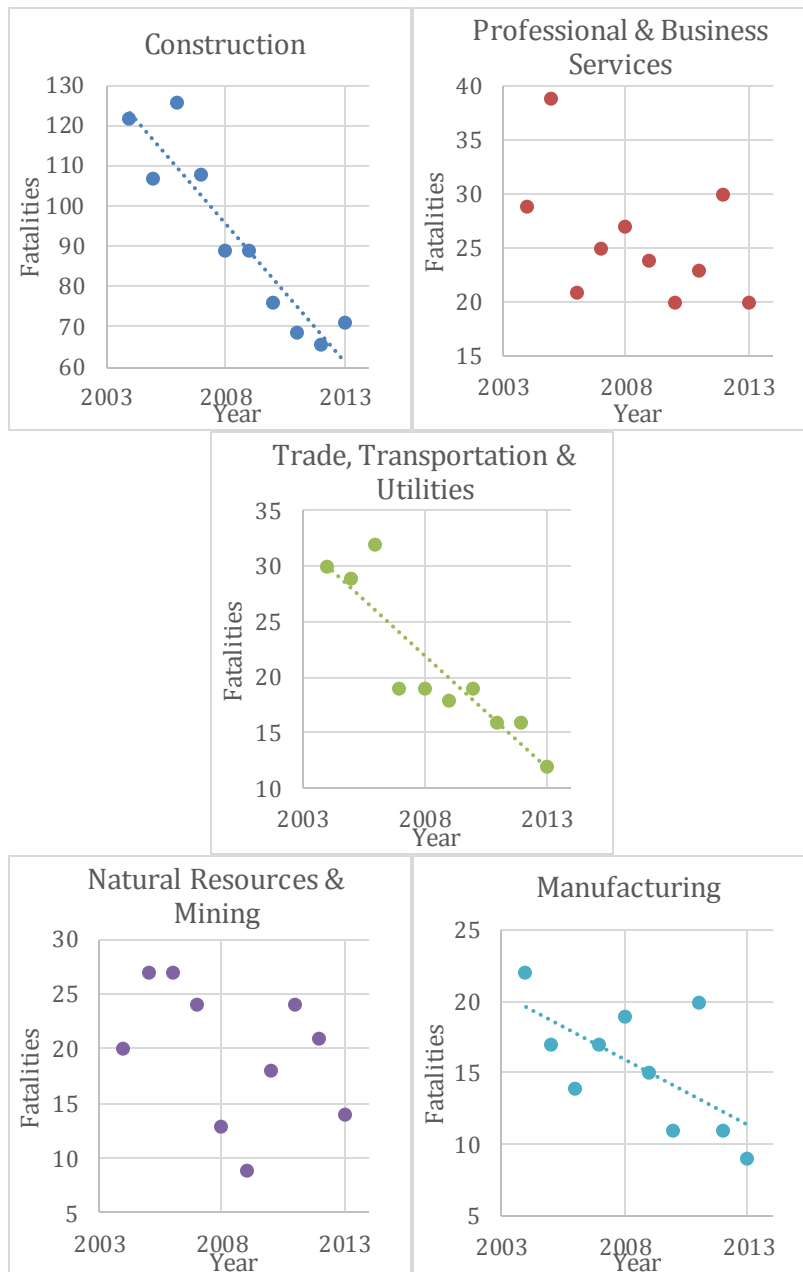 Construction
130
120
110
100
90
80
70
60
Fatalities
2003
2008
2013
Year
Professional & Business
Services
40
35
30
25
20
15
Fatalities
2003
2008
2013
Year
Trade, Transportation &
Utilities
35
30
25
20
15
10
Fatalities
2003
2008
2013
Year
Natural Resources &
Mining
30
25
20
15
10
5
Fatalities
2003
2008
2013
Year
Manufacturing
25
20
15
10
5
Fatalities
2003
2008
2013
Year